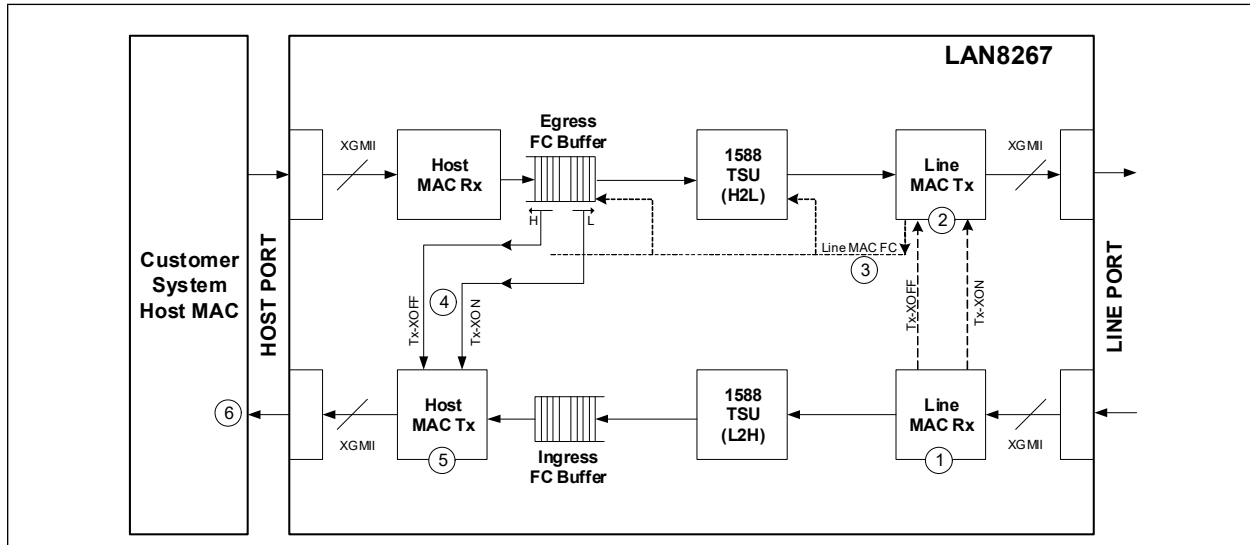 LAN8267
Egress
FC Buffer
XGMII
Host
MAC Rx
1588
TSU
(H2L)
Line
MAC Tx
XGMII
H
L
2
Line MAC FC
3
Customer
System
Host MAC
HOST PORT
Tx-XOFF
4
Tx-XON
Tx-XOFF
Tx-XON
LINE PORT
6
XGMII
Host
MAC Tx
5
Ingress
FC Buffer
1588
TSU
(L2H)
Line
MAC Rx
1
XGMII